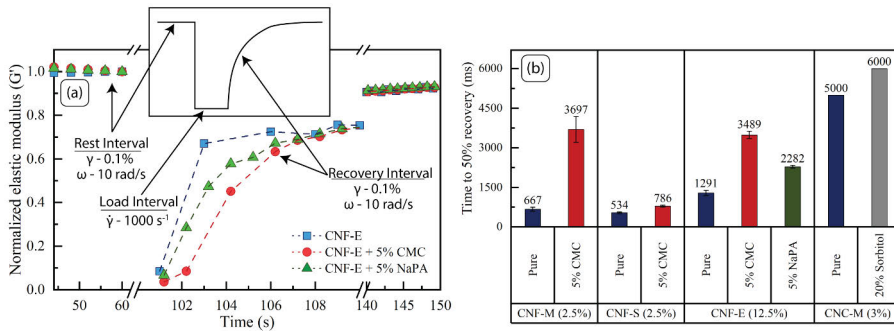 (a)
Normalized elastic modulus (G')
1.0
0.8
0.6
0.4
0.2
0.0
Rest Interval
γ - 0.1%
ω - 10 rad/s
Load Interval
γ̇ - 1000 s⁻¹
Recovery Interval
γ - 0.1%
ω - 10 rad/s
CNF-E
CNF-E + 5% CMC
CNF-E + 5% NaPA
50 60 102 104 106 108 140 145 150
Time (s)
(b)
Time to 50% recovery (ms)
6000
4500
3000
1500
0
667
3697
534
786
1291
3489
2282
5000
6000
Pure
5% CMC
Pure
5% CMC
Pure
5% CMC
5% NaPA
Pure
20% Sorbitol
CNF-M (2.5%) CNF-S (2.5%) CNF-E (12.5%) CNC-M (3%)